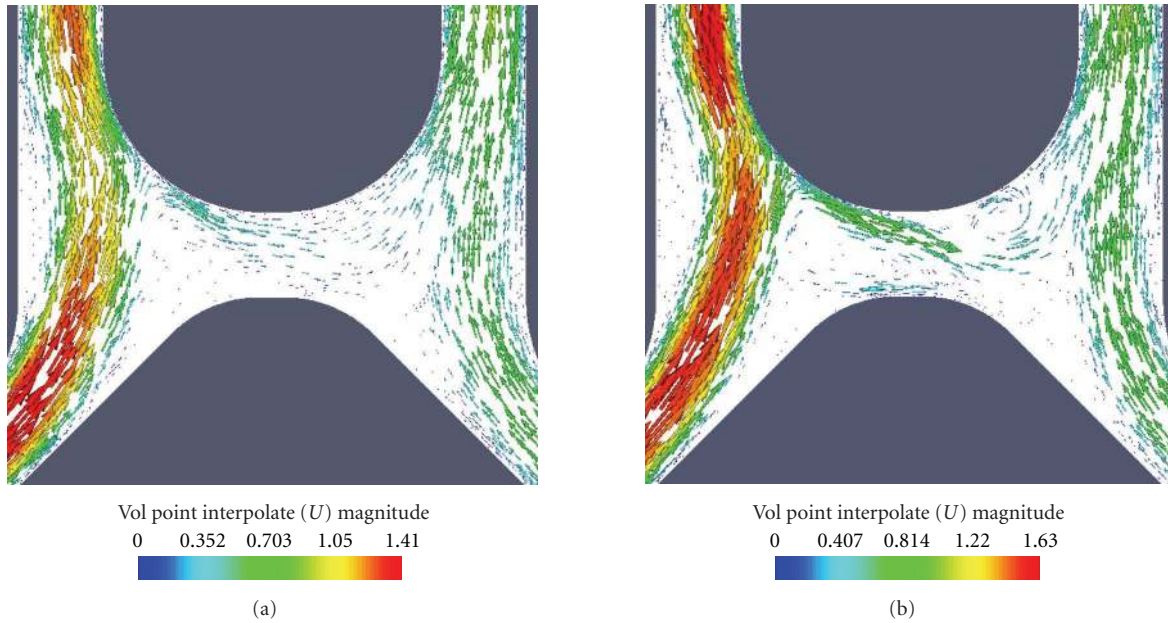 Vol point interpolate (U) magnitude
0 0.352 0.703 1.05 1.41
(a)
Vol point interpolate (U) magnitude
0 0.407 0.814 1.22 1.63
(b)